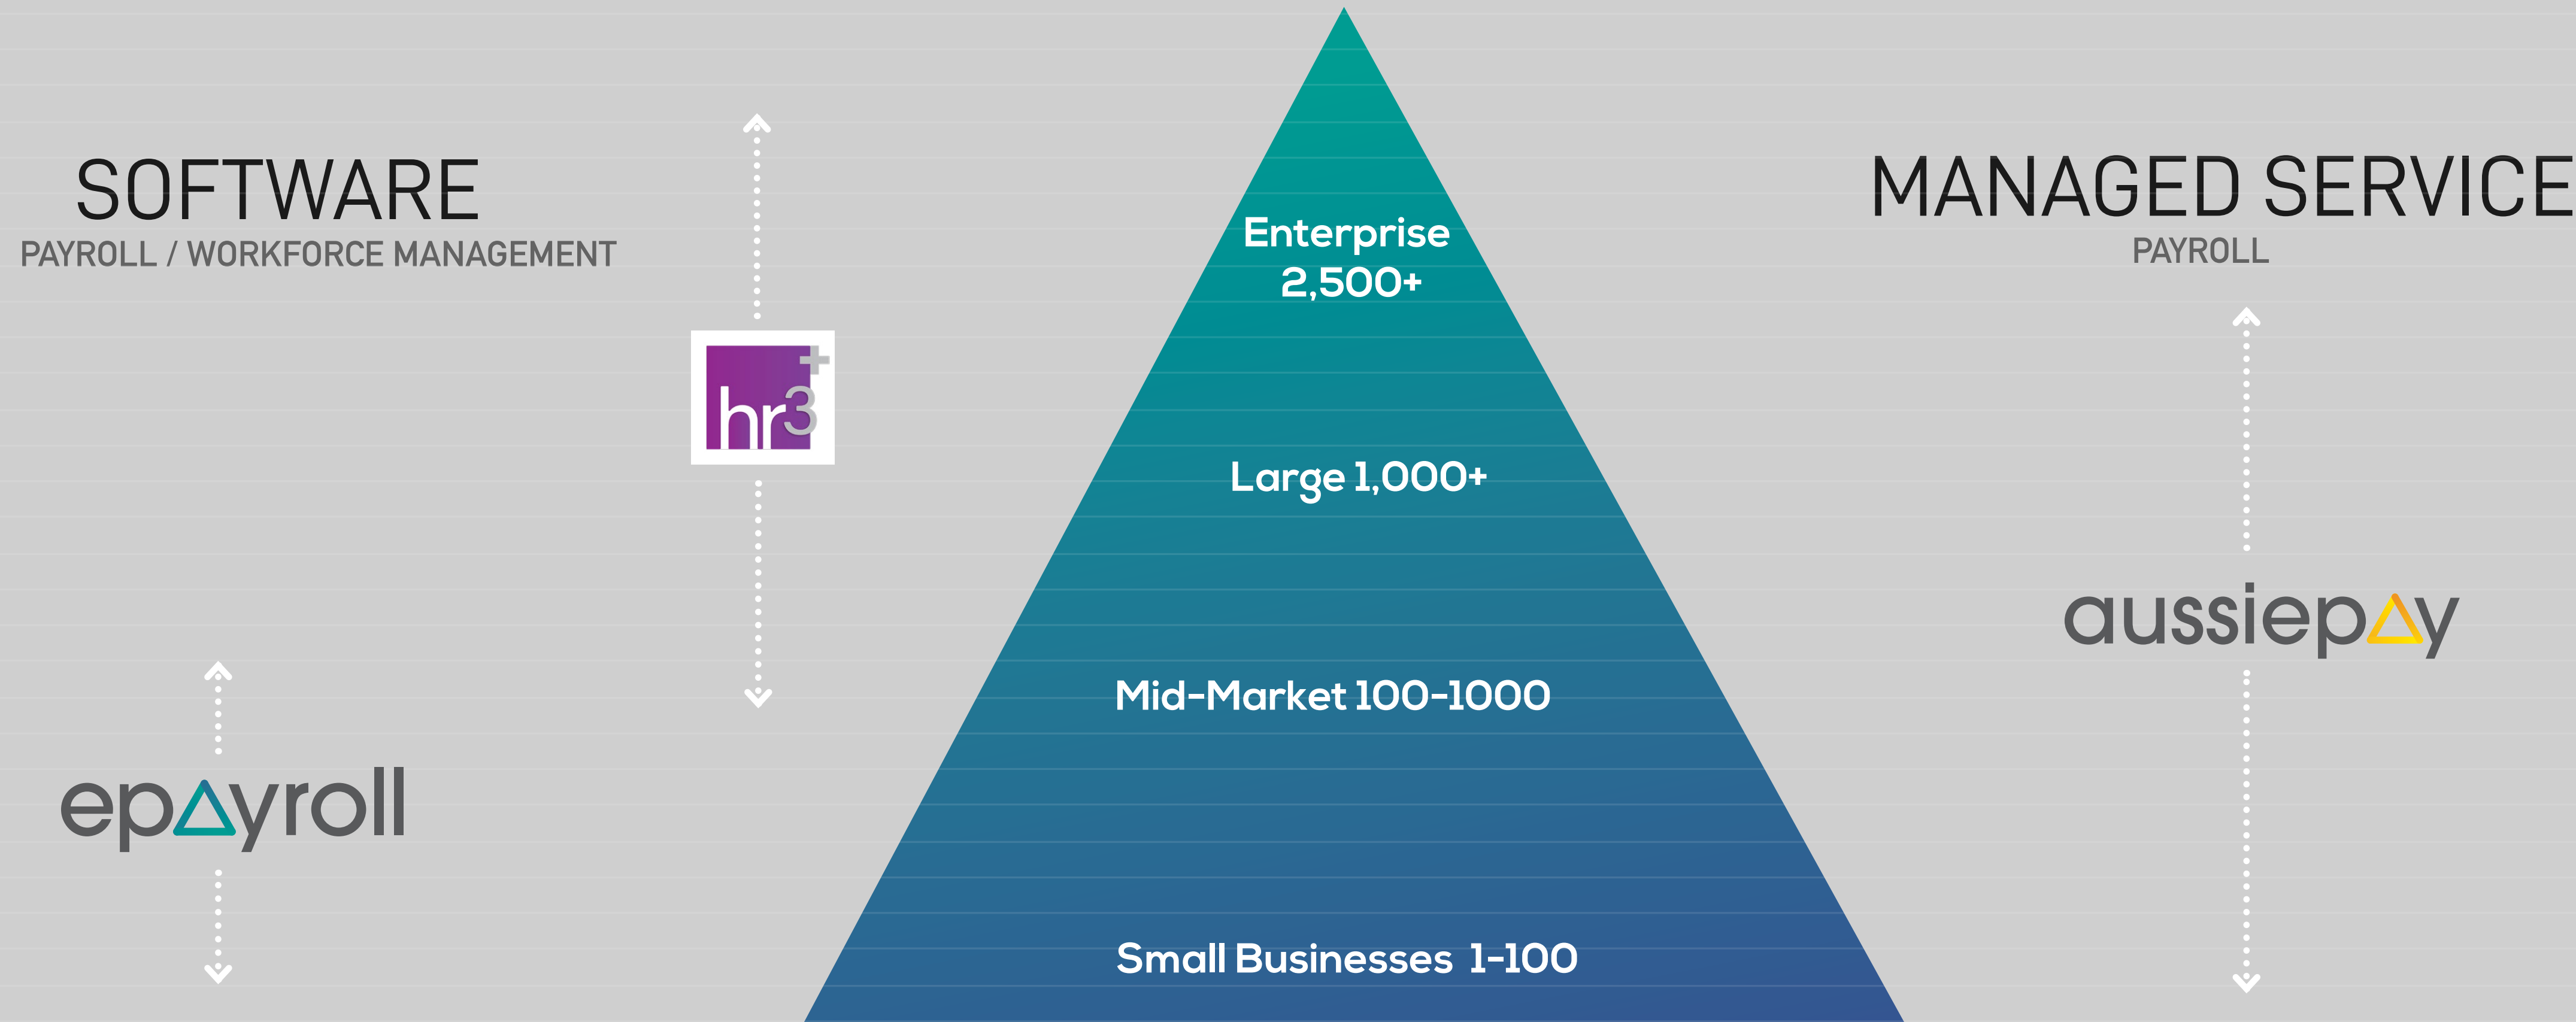 SOFTWARE
PAYROLL / WORKFORCE MANAGEMENT
hr3+
epayroll
Enterprise
2,500+
Large 1,000+
Mid-Market 100-1000
Small Businesses 1-100
MANAGED SERVICE
PAYROLL
aussiepay